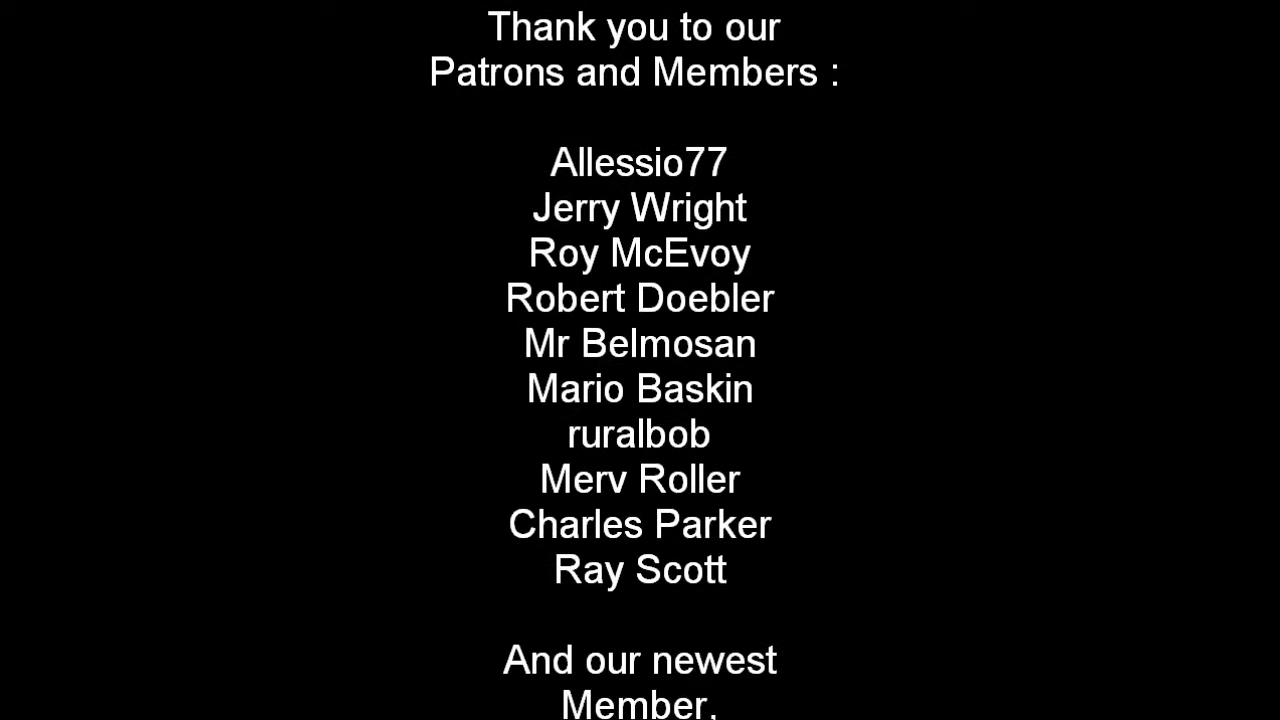 Thank you to our
Patrons and Members :
Allessio77
Jerry Wright
Roy McEvoy
Robert Doebler
Mr Belmosan
Mario Baskin
ruralbob
Merv Roller
Charles Parker
Ray Scott
And our newest
Member,